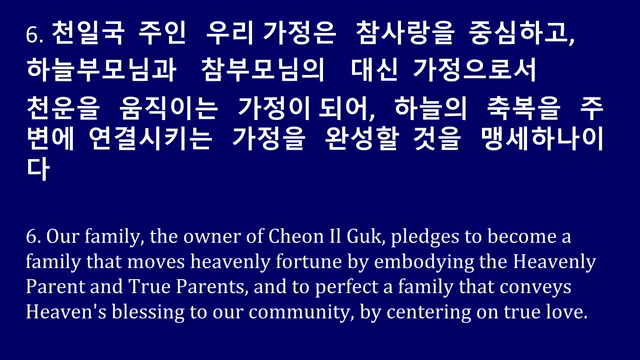 6. 천일국 주인 우리 가정은 참사랑을 중심하고,
하늘부모님과 참부모님의 대신 가정으로서
천운을 움직이는 가정이 되어, 하늘의 축복을 주
변에 연결시키는 가정을 완성할 것을 맹세하나이
다
6. Our family, the owner of Cheon Il Guk, pledges to become a
family that moves heavenly fortune by embodying the Heavenly
Parent and True Parents, and to perfect a family that conveys
Heaven's blessing to our community, by centering on true love.